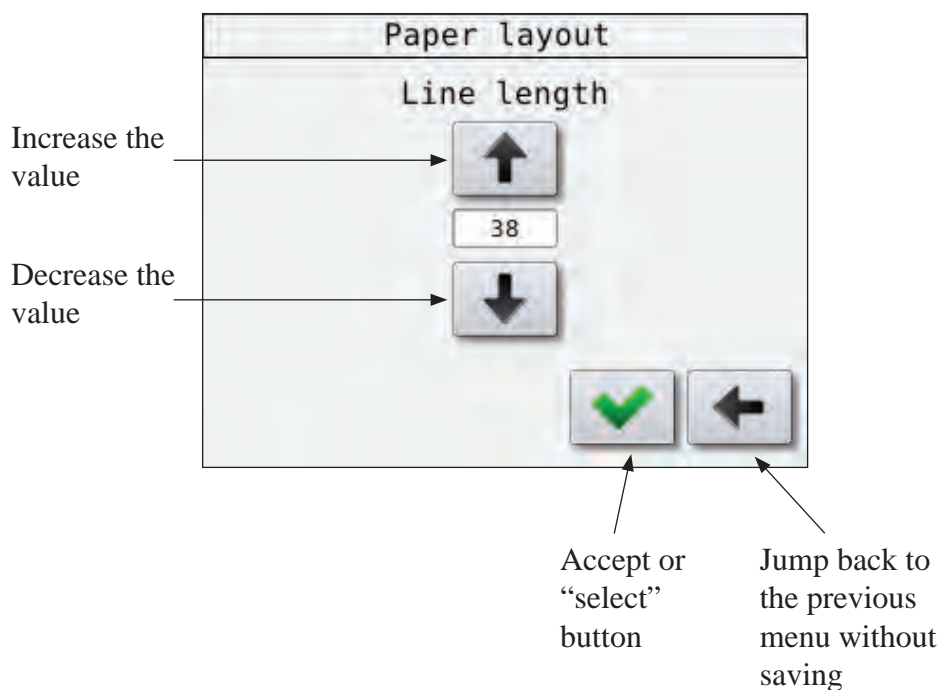 Paper layout
Line length
Increase the
value
38
Decrease the
value
Accept or
“select”
button
Jump back to
the previous
menu without
saving